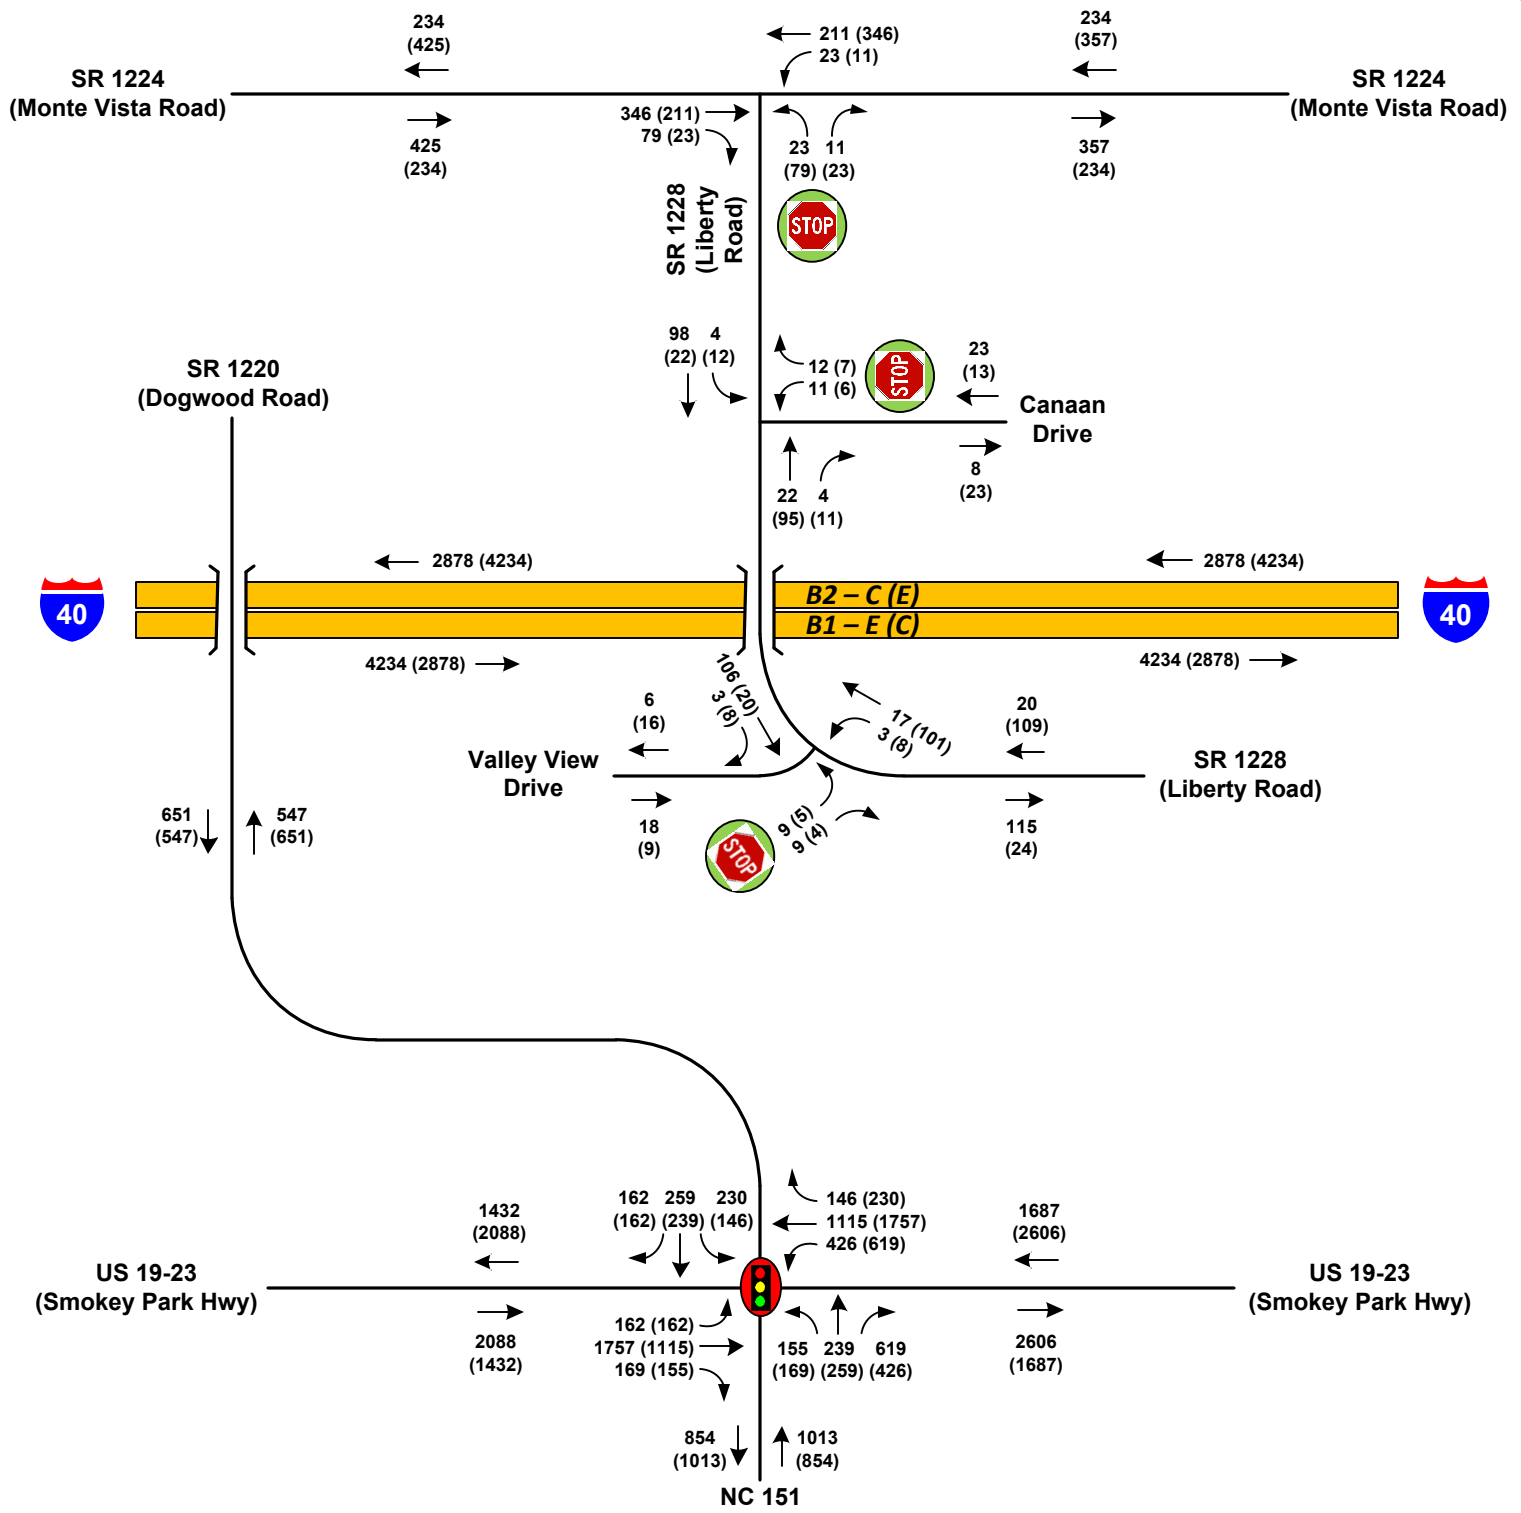 234
(425)
211 (346)
23 (11)
234
(357)
SR 1224
(Monte Vista Road)
SR 1224
(Monte Vista Road)
346 (211)
79 (23)
425
(234)
23 11
(79) (23)
357
(234)
SR 1228
(Liberty
Road)
STOP
98 4
(22) (12)
12 (7)
11 (6)
STOP
23
(13)
SR 1220
(Dogwood Road)
Canaan
Drive
8
(23)
22 4
(95) (11)
2878 (4234)
2878 (4234)
40
B2 – C (E)
B1 – E (C)
40
4234 (2878)
4234 (2878)
106 (20)
3 (8)
6
(16)
17 (101)
3 (8)
20
(109)
Valley View
Drive
SR 1228
(Liberty Road)
18
(9)
STOP
9 (5)
9 (4)
115
(24)
651
(547)
547
(651)
162 259 230
(162) (239) (146)
146 (230)
1115 (1757)
426 (619)
1432
(2088)
1687
(2606)
US 19-23
(Smokey Park Hwy)
US 19-23
(Smokey Park Hwy)
162 (162)
1757 (1115)
169 (155)
2088
(1432)
155 239 619
(169) (259) (426)
2606
(1687)
854
(1013)
1013
(854)
NC 151